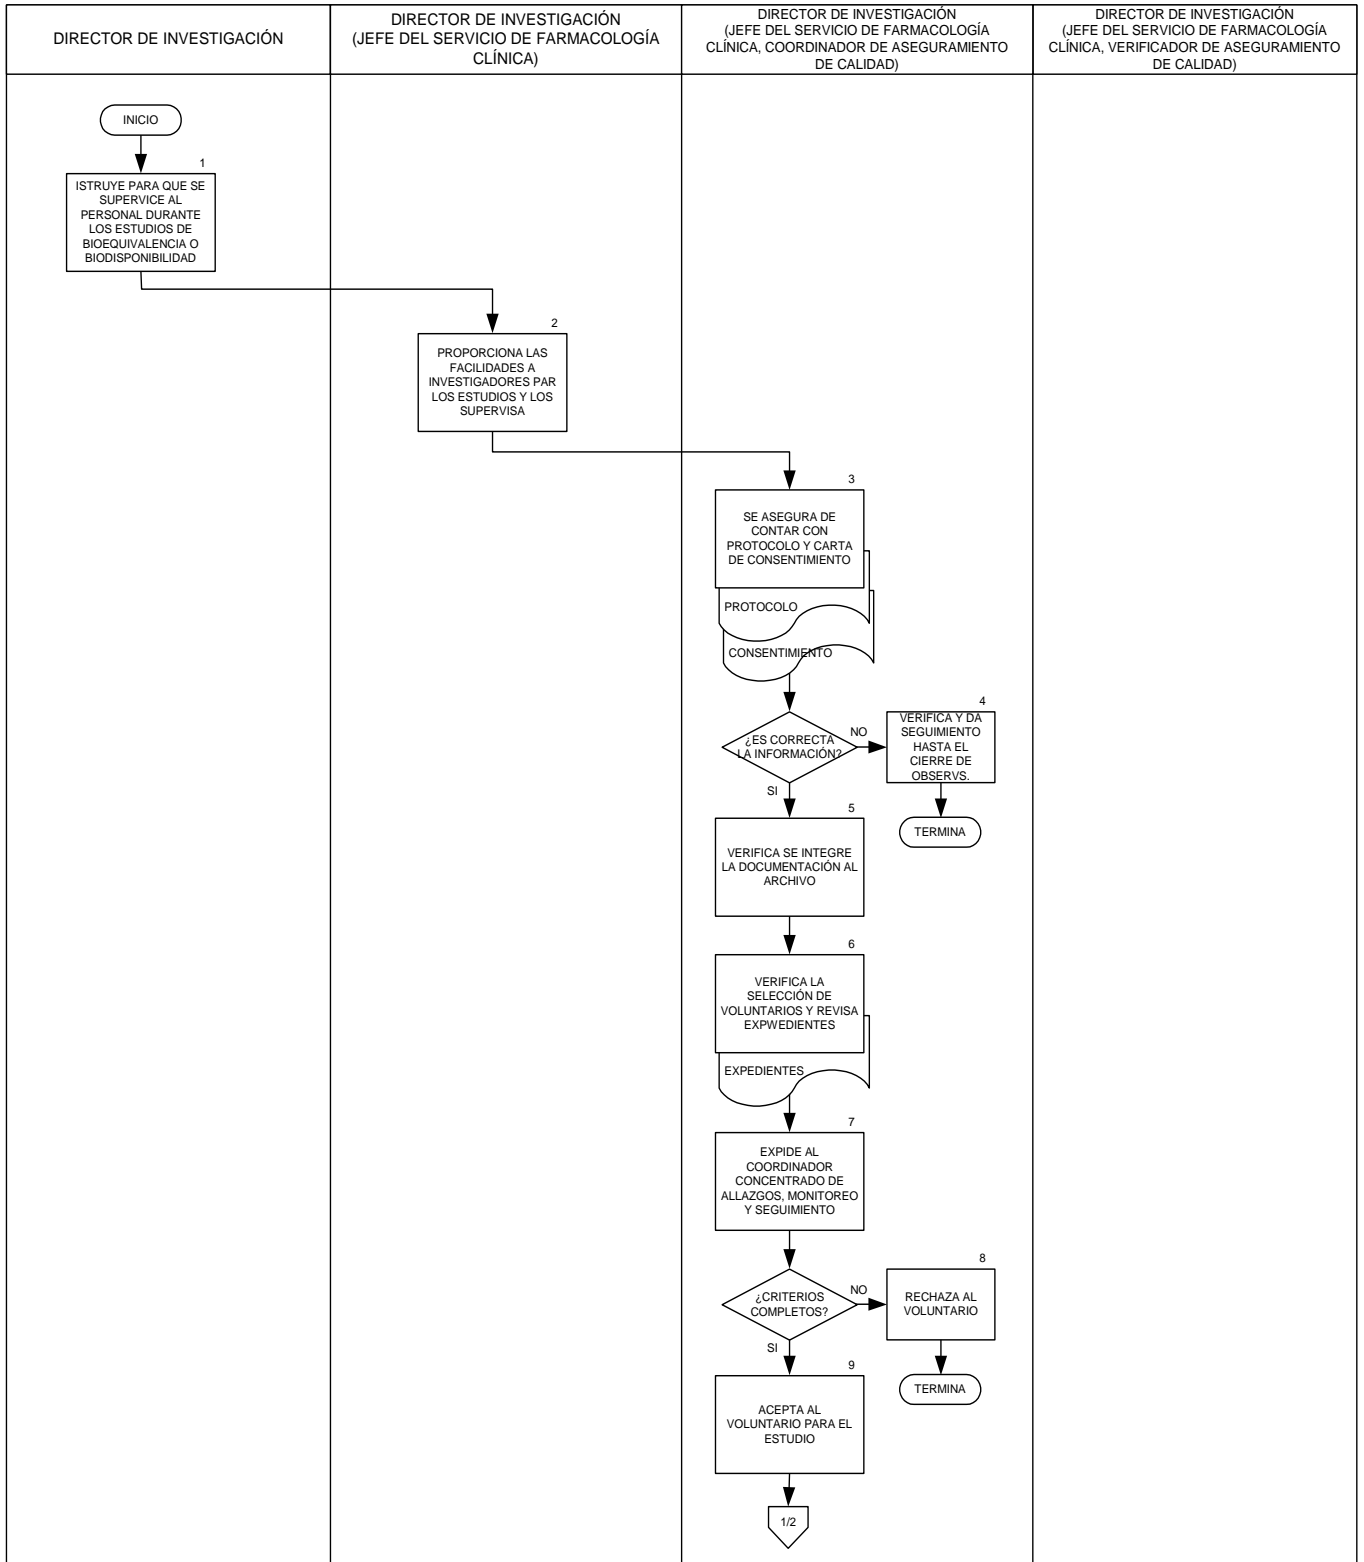 DIRECTOR DE INVESTIGACIÓN
DIRECTOR DE INVESTIGACIÓN
(JEFE DEL SERVICIO DE FARMACOLOGÍA
CLÍNICA)
DIRECTOR DE INVESTIGACIÓN
(JEFE DEL SERVICIO DE FARMACOLOGÍA
CLÍNICA, COORDINADOR DE ASEGURAMIENTO
DE CALIDAD)
DIRECTOR DE INVESTIGACIÓN
(JEFE DEL SERVICIO DE FARMACOLOGÍA
CLÍNICA, VERIFICADOR DE ASEGURAMIENTO
DE CALIDAD)
INICIO
1
ISTRUYE PARA QUE SE
SUPERVICE AL
PERSONAL DURANTE
LOS ESTUDIOS DE
BIOEQUIVALENCIA O
BIODISPONIBILIDAD
2
PROPORCIONA LAS
FACILIDADES A
INVESTIGADORES PAR
LOS ESTUDIOS Y LOS
SUPERVISA
3
SE ASEGURA DE
CONTAR CON
PROTOCOLO Y CARTA
DE CONSENTIMIENTO
PROTOCOLO
CONSENTIMIENTO
¿ES CORRECTA
LA INFORMACIÓN?
NO
4
VERIFICA Y DA
SEGUIMIENTO
HASTA EL
CIERRE DE
OBSERVS.
TERMINA
SI
5
VERIFICA SE INTEGRE
LA DOCUMENTACIÓN AL
ARCHIVO
6
VERIFICA LA
SELECCIÓN DE
VOLUNTARIOS Y REVISA
EXPWEDIENTES
EXPEDIENTES
7
EXPIDE AL
COORDINADOR
CONCENTRADO DE
ALLAZGOS, MONITOREO
Y SEGUIMIENTO
¿CRITERIOS
COMPLETOS?
NO
8
RECHAZA AL
VOLUNTARIO
TERMINA
SI
9
ACEPTA AL
VOLUNTARIO PARA EL
ESTUDIO
1/2